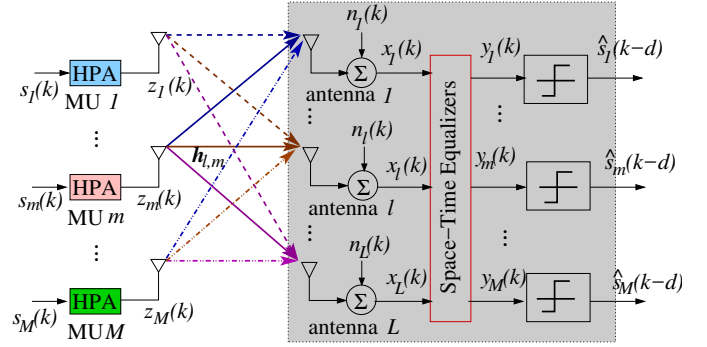 n_1(k)
HPA
s_1(k)
MU 1
z_1(k)
antenna 1
Σ
x_1(k)
y_1(k)
ŝ_1(k-d)
...
h_{l,m}
n_l(k)
HPA
s_m(k)
MU m
z_m(k)
antenna l
Σ
x_l(k)
Space-Time Equalizers
y_m(k)
ŝ_m(k-d)
...
n_L(k)
HPA
s_M(k)
MU M
z_M(k)
antenna L
Σ
x_L(k)
y_M(k)
ŝ_M(k-d)